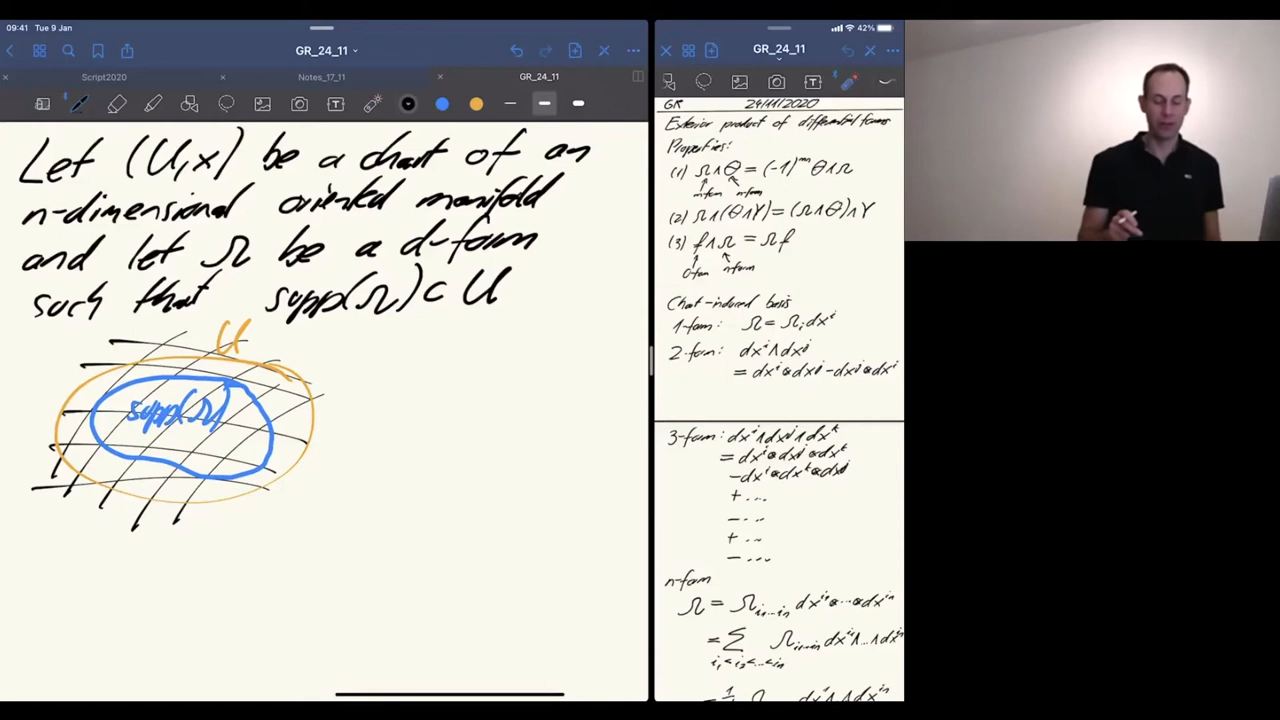 09:41 Tue 9 Jan
GR_24_11
Script2020
Notes_17_11
GR_24_11
Let (U,x) be a chart of an
n-dimensional oriented manifold
and let Ω be a d-form
such that supp(Ω) ⊂ U
U
supp(Ω)
42%
GR_24_11
GR 24/11/2020
Exterior product of differential forms
Properties:
(1) Ω∧Θ = (-1)^{mn} Θ∧Ω
m-form n-form
(2) Ω∧(Θ∧Υ) = (Ω∧Θ)∧Υ
(3) f∧Ω = Ωf
0-form n-form
Chart-induced basis
1-form: Ω = Ω_i dx^i
2-form: dx^i∧dx^j
= dx^i⊗dx^j - dx^j⊗dx^i
3-form: dx^i∧dx^j∧dx^k
= dx^i⊗dx^j⊗dx^k
- dx^i⊗dx^k⊗dx^j
+ ...
- ...
+ ...
- ...
n-form
Ω = Ω_{i_1...i_n} dx^{i_1}⊗...⊗dx^{i_n}
= Σ_{i_1<i_2<...<i_n} Ω_{i_1...i_n} dx^{i_1}∧...∧dx^{i_n}